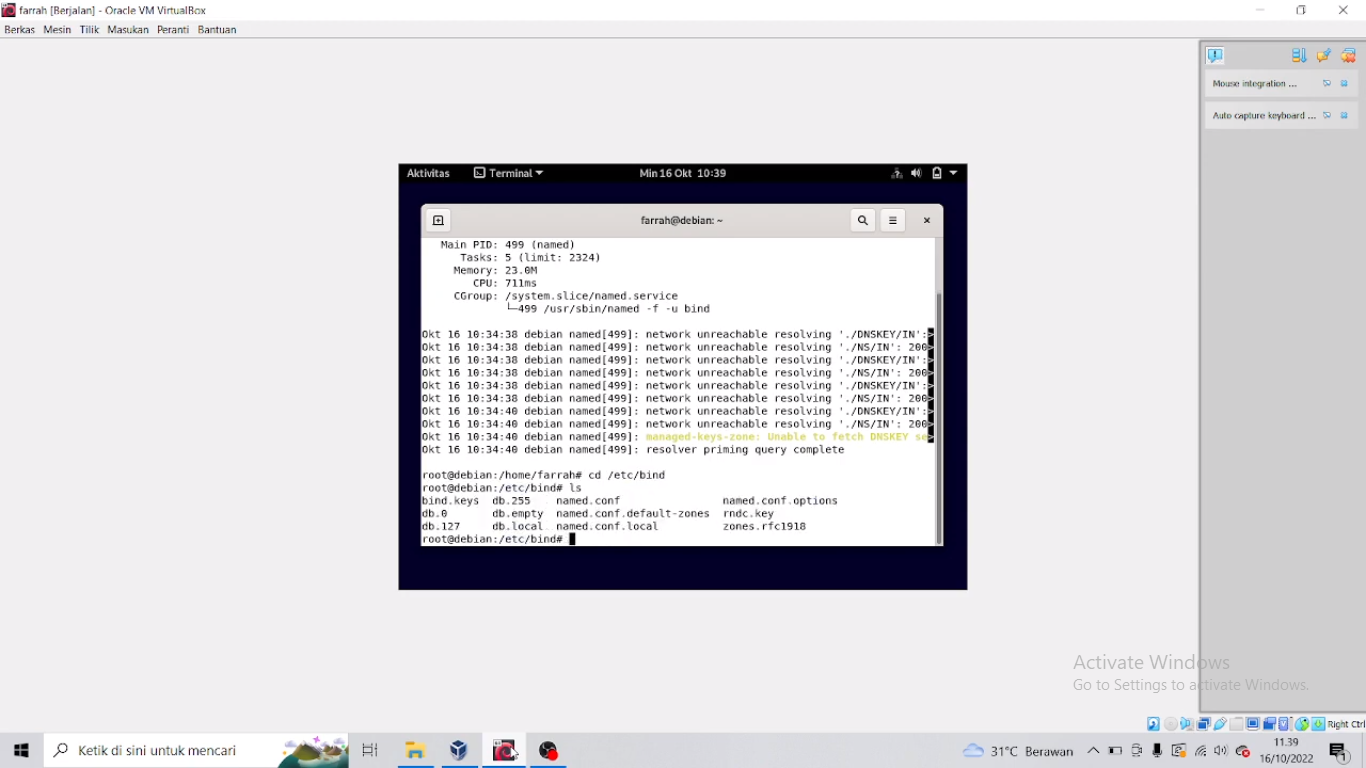 farrah [Berjalan] - Oracle VM VirtualBox
Berkas Mesin Tilik Masukan Peranti Bantuan
Mouse integration ...
Auto capture keyboard ...
Aktivitas Terminal Min 16 Okt 10:39
farrah@debian: ~
Main PID: 499 (named)
Tasks: 5 (limit: 2324)
Memory: 23.0M
CPU: 711ms
CGroup: /system.slice/named.service
└─499 /usr/sbin/named -f -u bind
Okt 16 10:34:38 debian named[499]: network unreachable resolving './DNSKEY/IN':>
Okt 16 10:34:38 debian named[499]: network unreachable resolving './NS/IN': 200>
Okt 16 10:34:38 debian named[499]: network unreachable resolving './DNSKEY/IN':>
Okt 16 10:34:38 debian named[499]: network unreachable resolving './NS/IN': 200>
Okt 16 10:34:38 debian named[499]: network unreachable resolving './DNSKEY/IN':>
Okt 16 10:34:38 debian named[499]: network unreachable resolving './NS/IN': 200>
Okt 16 10:34:40 debian named[499]: network unreachable resolving './DNSKEY/IN':>
Okt 16 10:34:40 debian named[499]: network unreachable resolving './NS/IN': 200>
Okt 16 10:34:40 debian named[499]: managed-keys-zone: Unable to fetch DNSKEY se>
Okt 16 10:34:40 debian named[499]: resolver priming query complete
root@debian:/home/farrah# cd /etc/bind
root@debian:/etc/bind# ls
bind.keys db.255 named.conf named.conf.options
db.0 db.empty named.conf.default-zones rndc.key
db.127 db.local named.conf.local zones.rfc1918
root@debian:/etc/bind#
Activate Windows
Go to Settings to activate Windows.
Right Ctrl
Ketik di sini untuk mencari
31°C Berawan
11.39
16/10/2022
1